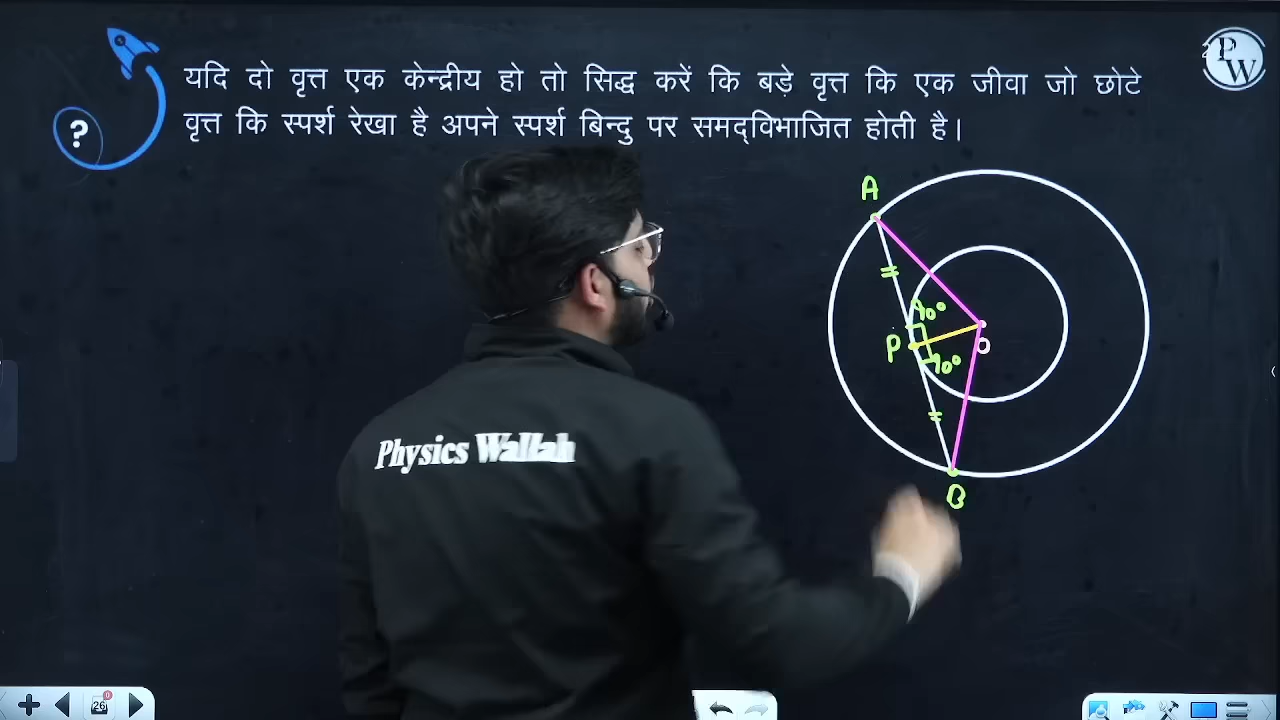 यदि दो वृत्त एक केन्द्रीय हो तो सिद्ध करें कि बड़े वृत्त कि एक जीवा जो छोटे
वृत्त कि स्पर्श रेखा है अपने स्पर्श बिन्दु पर समद्विभाजित होती है।
?
P
W
A
90°
P
O
90°
B
Physics Wallah
26